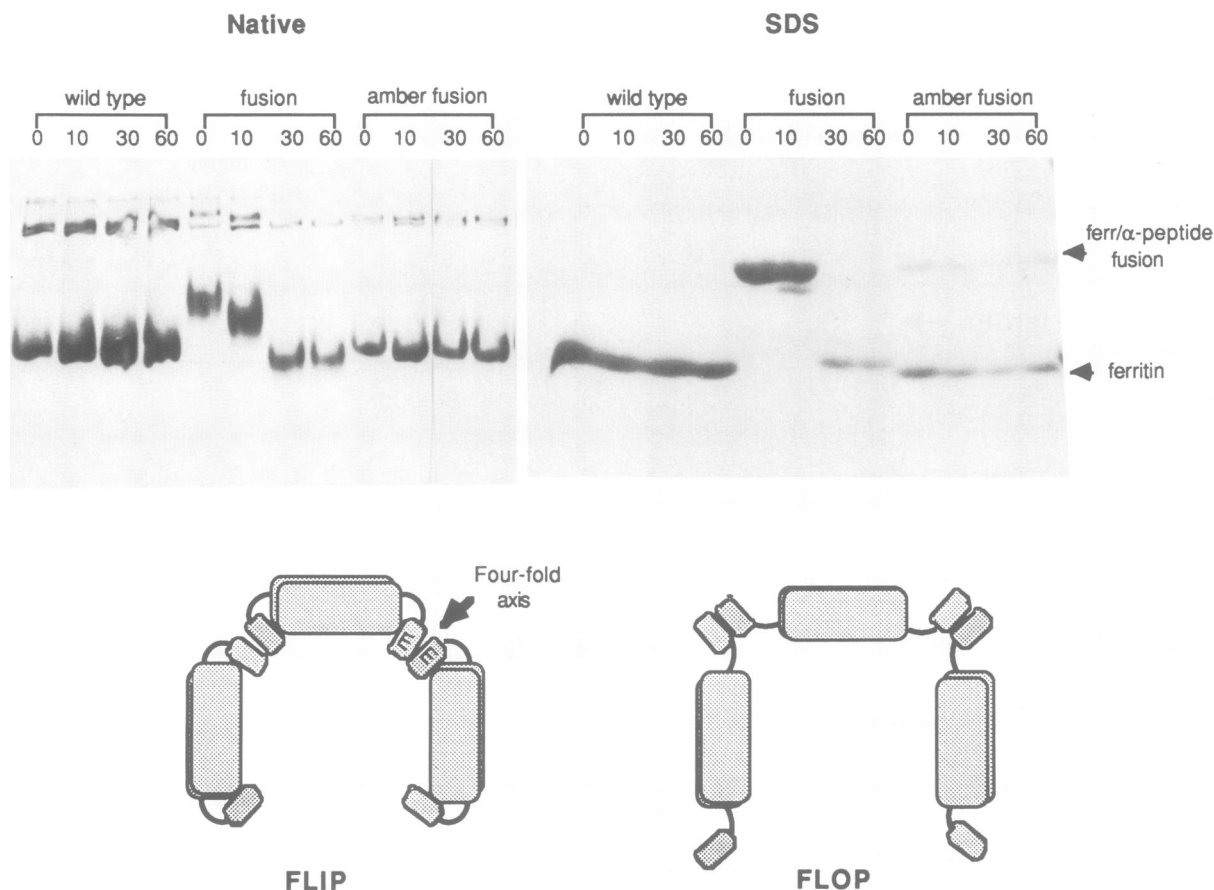 Native
SDS
wild type fusion amber fusion
0 10 30 60 0 10 30 60 0 10 30 60
wild type fusion amber fusion
0 10 30 60 0 10 30 60 0 10 30 60
ferr/α-peptide
fusion
ferritin
Four-fold
axis
E E
FLIP
FLOP